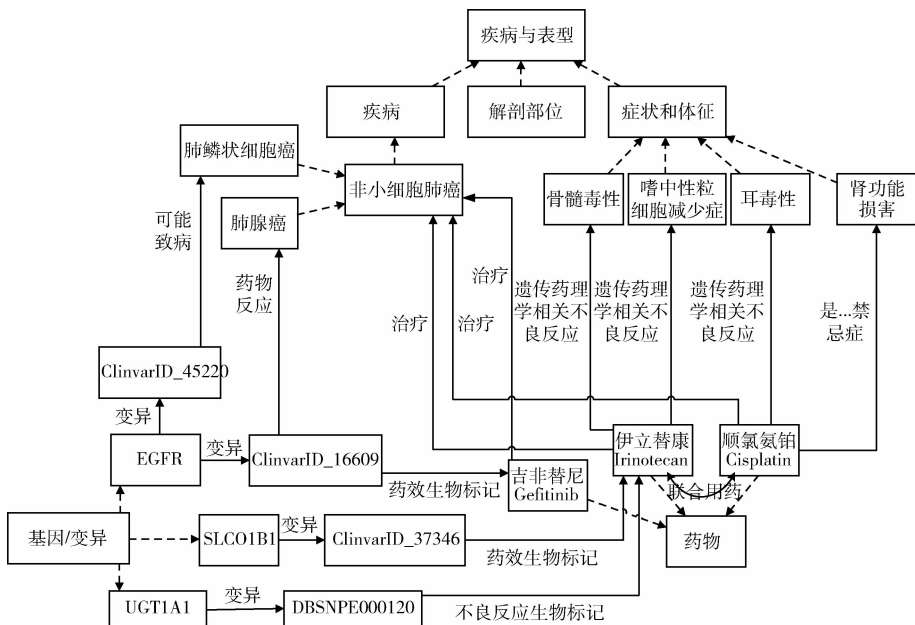 疾病与表型
疾病
解剖部位
症状和体征
肺鳞状细胞癌
非小细胞肺癌
骨髓毒性
嗜中性粒
细胞减少症
耳毒性
肾功能
损害
肺腺癌
可能
致病
药物
反应
治疗
治疗
治疗
遗传药理
学相关不
良反应
遗传药理
学相关不
良反应
遗传药理
学相关不
良反应
是...禁
忌症
ClinvarID_45220
变异
EGFR
变异
ClinvarID_16609
药效生物标记
吉非替尼
Gefitinib
伊立替康
Irinotecan
顺氯氨铂
Cisplatin
联合用药
药物
基因/变异
SLCO1B1
变异
ClinvarID_37346
药效生物标记
UGT1A1
变异
DBSNPE000120
不良反应生物标记